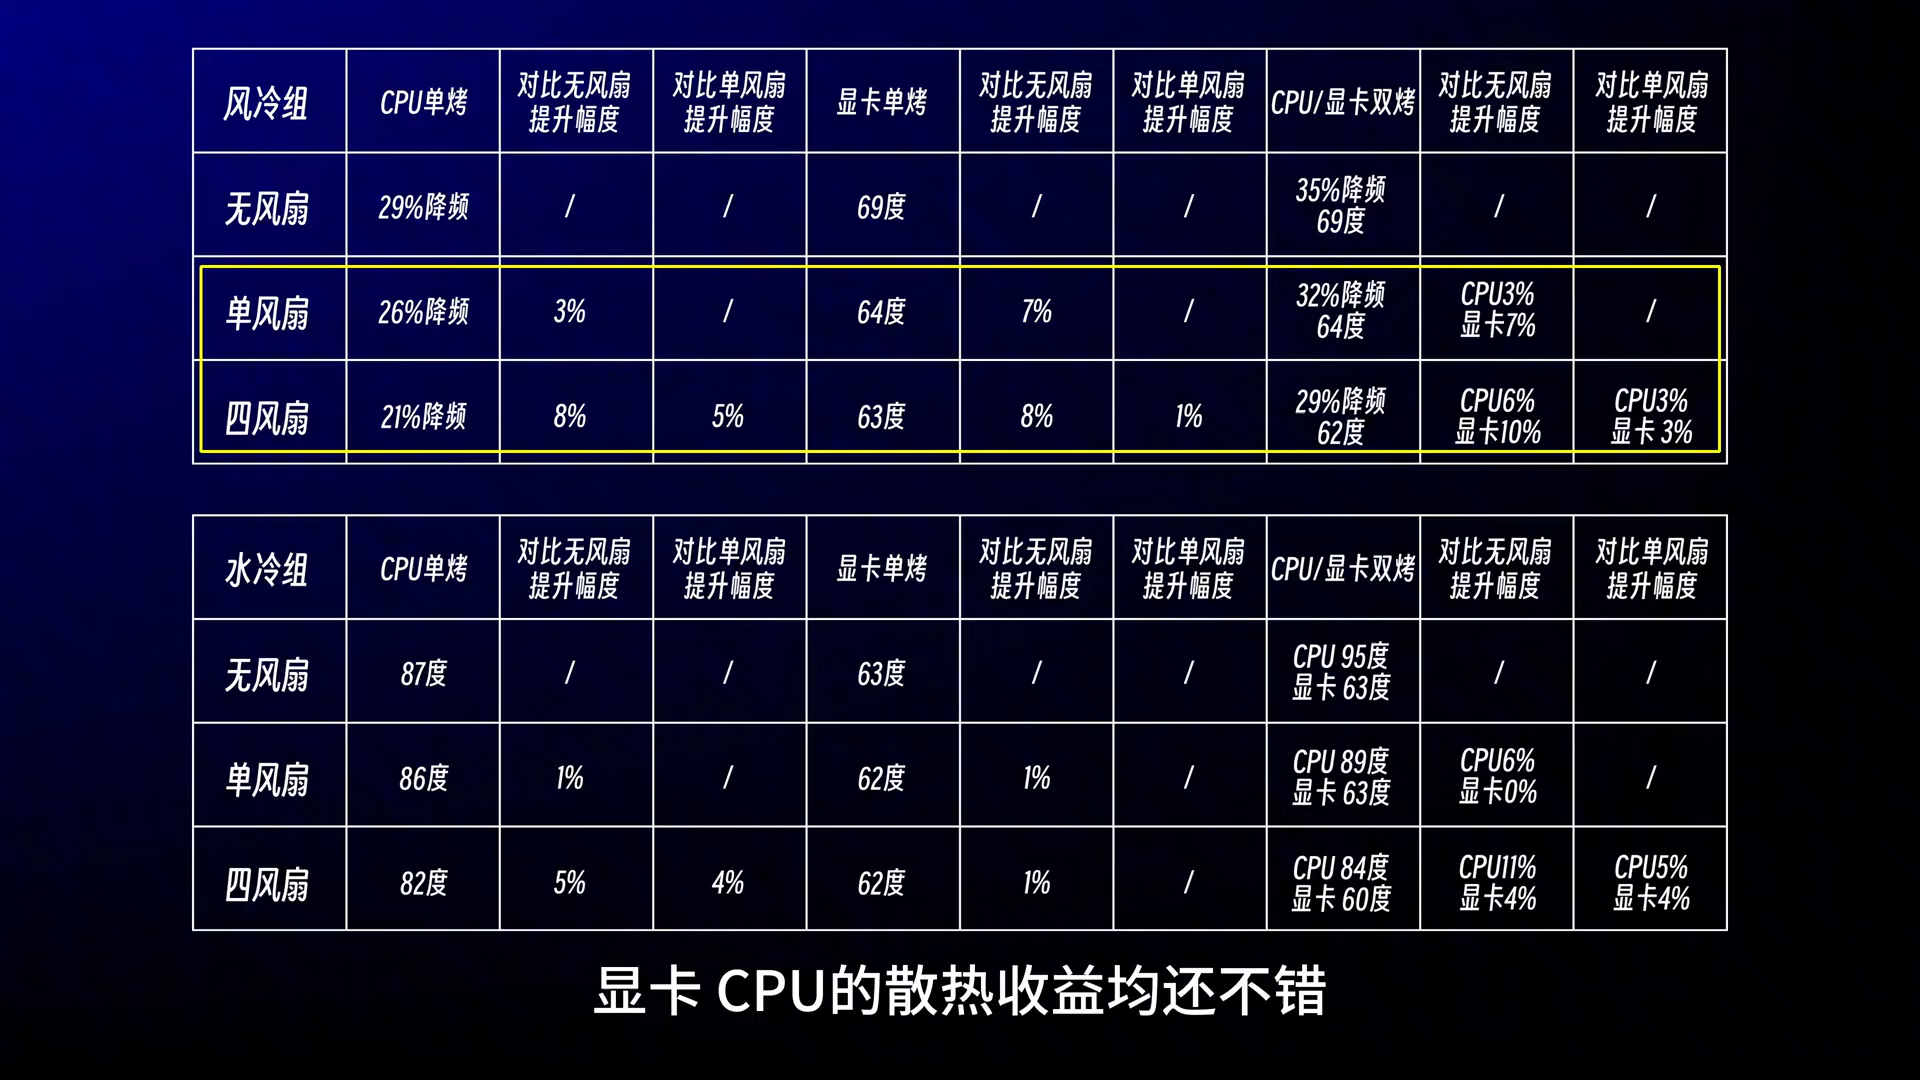 风冷组 CPU单烤 对比无风扇提升幅度 对比单风扇提升幅度 显卡单烤 对比无风扇提升幅度 对比单风扇提升幅度 CPU/显卡双烤 对比无风扇提升幅度 对比单风扇提升幅度
无风扇 29%降频 / / 69度 / / 35%降频 69度 / /
单风扇 26%降频 3% / 64度 7% / 32%降频 64度 CPU3% 显卡7% /
四风扇 21%降频 8% 5% 63度 8% 1% 29%降频 62度 CPU6% 显卡10% CPU3% 显卡 3%
水冷组 CPU单烤 对比无风扇提升幅度 对比单风扇提升幅度 显卡单烤 对比无风扇提升幅度 对比单风扇提升幅度 CPU/显卡双烤 对比无风扇提升幅度 对比单风扇提升幅度
无风扇 87度 / / 63度 / / CPU 95度 显卡 63度 / /
单风扇 86度 1% / 62度 1% / CPU 89度 显卡 63度 CPU6% 显卡0% /
四风扇 82度 5% 4% 62度 1% / CPU 84度 显卡 60度 CPU11% 显卡4% CPU5% 显卡4%
显卡 CPU的散热收益均还不错